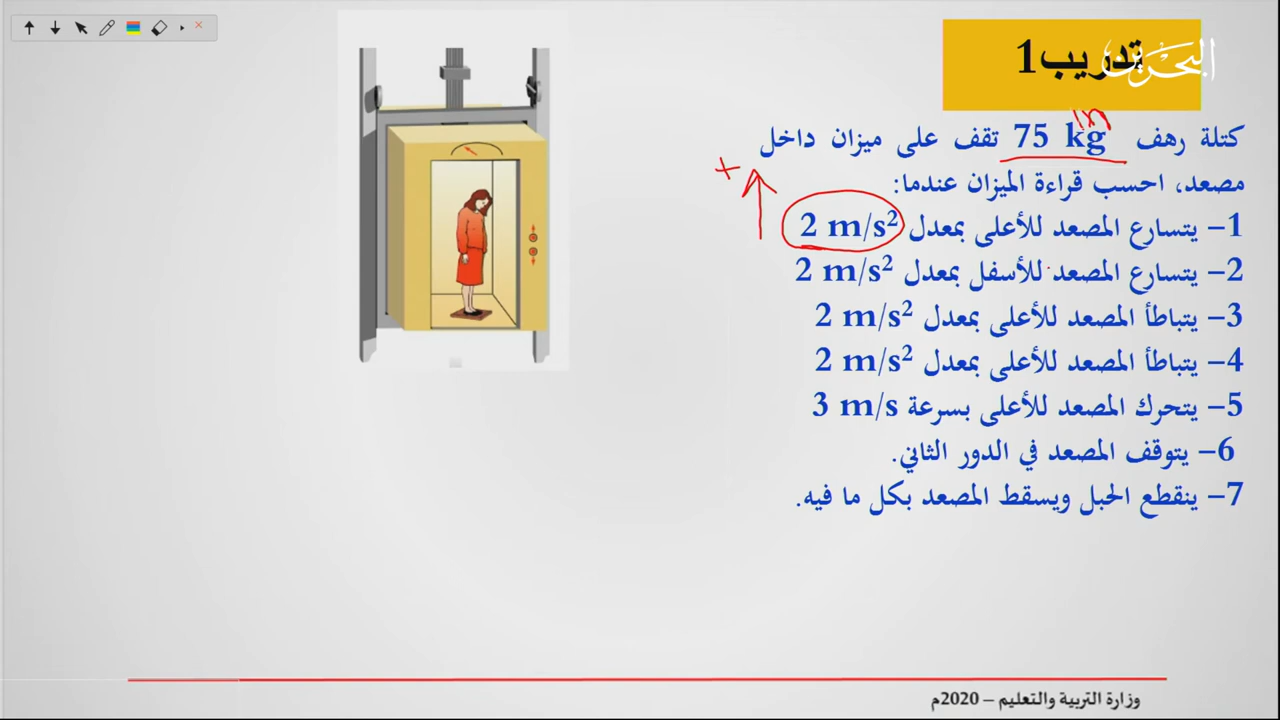 البحرين
تدريب1
m
كتلة رهف 75 kg تقف على ميزان داخل
مصعد، احسب قراءة الميزان عندما:
+
1– يتسارع المصعد للأعلى بمعدل 2 m/s²
2– يتسارع المصعد للأسفل بمعدل 2 m/s²
3– يتباطأ المصعد للأعلى بمعدل 2 m/s²
4– يتباطأ المصعد للأعلى بمعدل 2 m/s²
5– يتحرك المصعد للأعلى بسرعة 3 m/s
6– يتوقف المصعد في الدور الثاني.
7– ينقطع الحبل ويسقط المصعد بكل ما فيه.
وزارة التربية والتعليم – 2020م